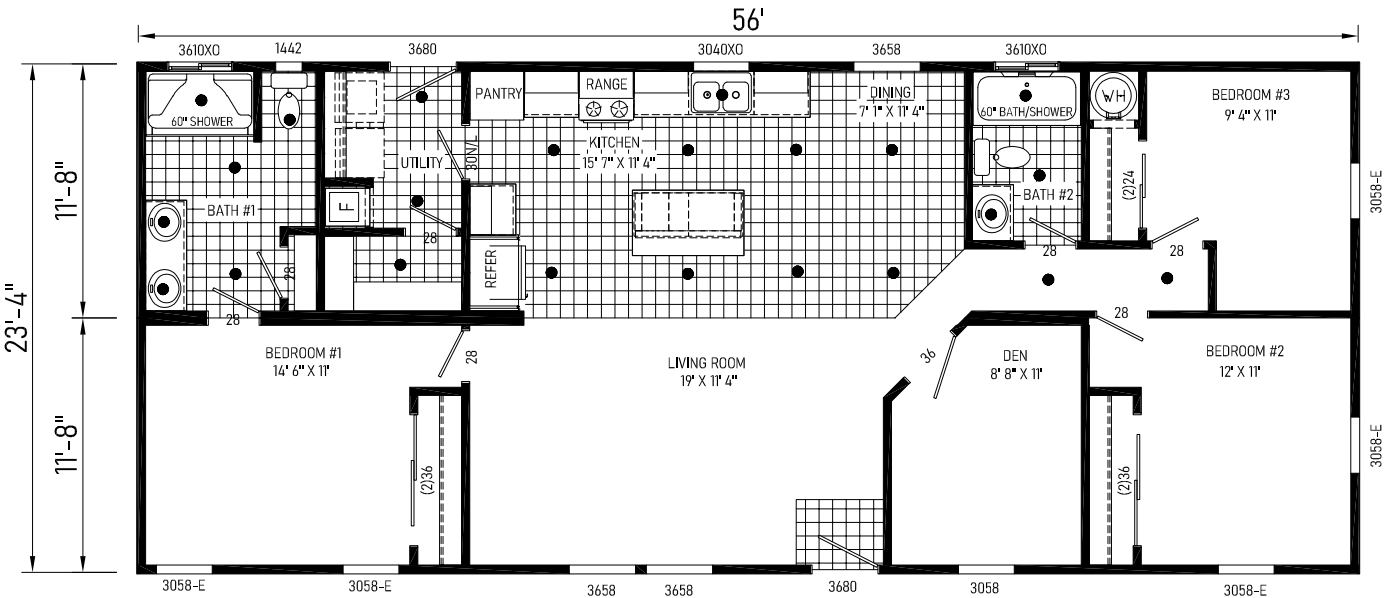 56'
3610XO
1442
3680
3040XO
3658
3610XO
23'-4"
11'-8"
11'-8"
60" SHOWER
PANTRY
RANGE
DINING
7' 1" X 11' 4"
60" BATH/SHOWER
WH
BEDROOM #3
9' 4" X 11'
KITCHEN
15' 7" X 11' 4"
UTILITY
30N/L
BATH #1
F
28
28
REFER
BATH #2
28
(2)24
28
3058-E
28
28
BEDROOM #1
14' 6" X 11'
28
LIVING ROOM
19' X 11' 4"
36
DEN
8' 8" X 11'
BEDROOM #2
12' X 11'
(2)36
(2)36
3058-E
3058-E
3058-E
3658
3658
3680
3058
3058-E